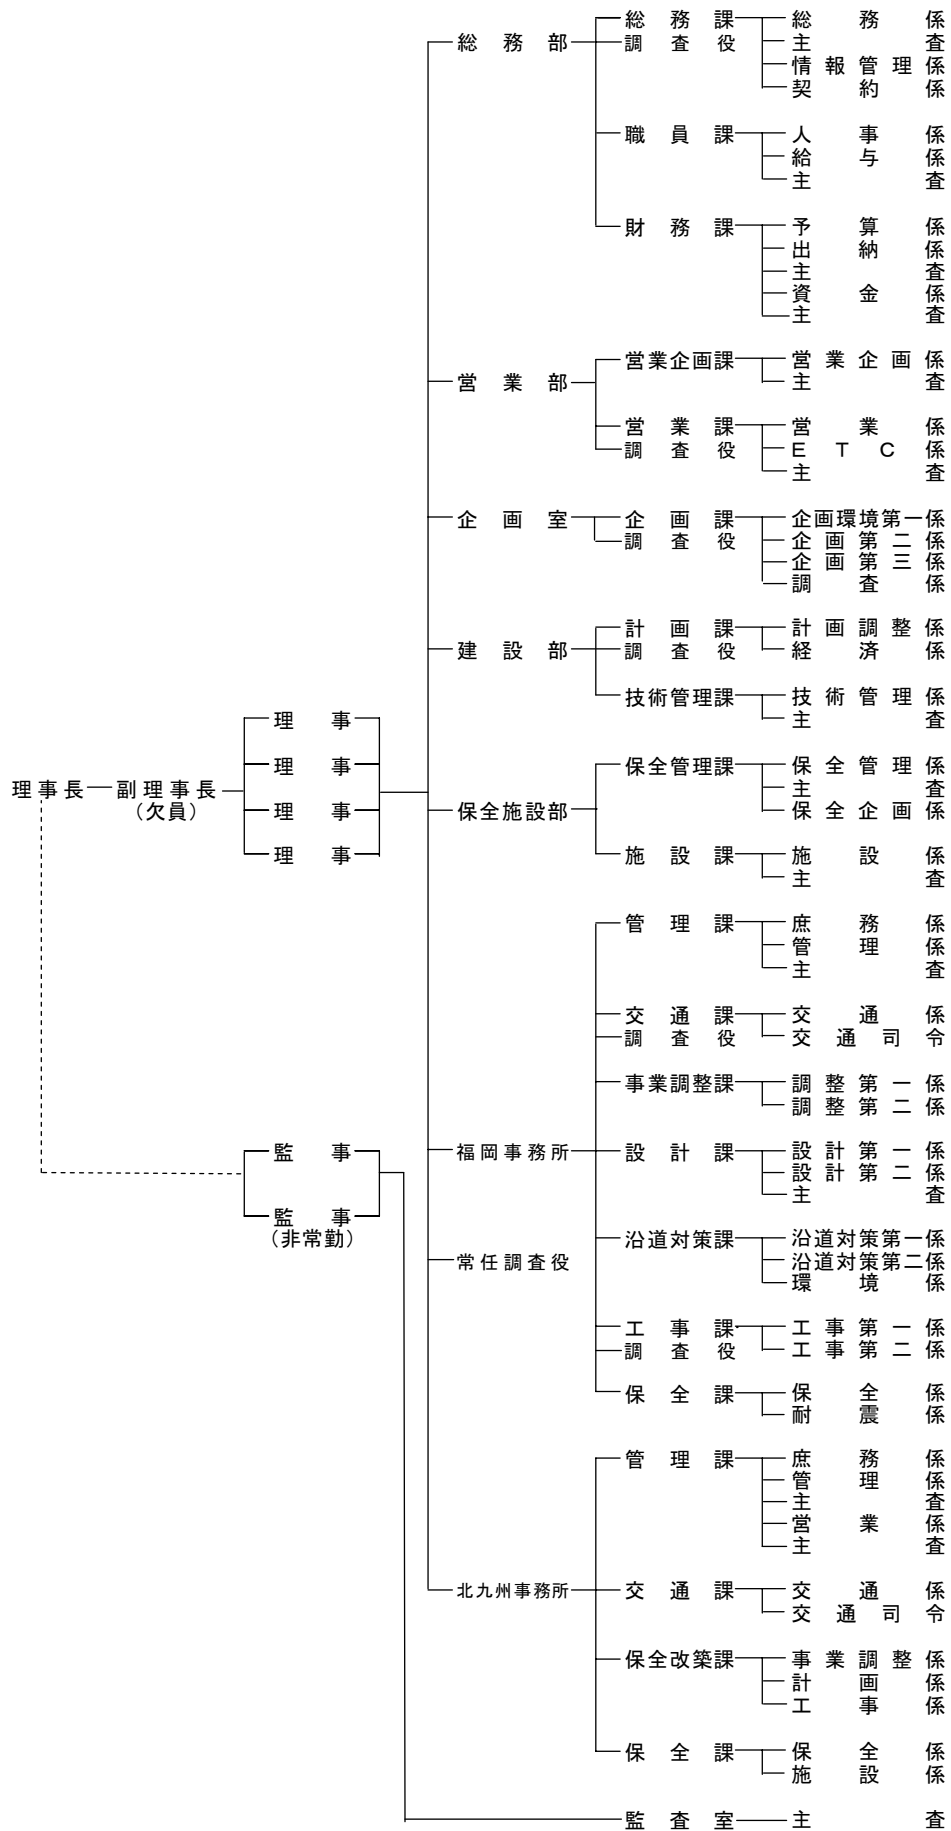 総務課 総務係
総務部 調査役 主査
情報管理係
契約係
職員課 人事係
給与係
主査
財務課 予算係
出納係
主査
資金係
主査
営業企画課 営業企画係
営業部 主査
営業課 営業係
調査役 ETC係
主査
企画室 企画課 企画環境第一係
調査役 企画第二係
企画第三係
調査係
計画課 計画調整係
建設部 調査役 経済係
技術管理課 技術管理係
理事 主査
理事 保全管理課 保全管理係
理事長 副理事長 主査
(欠員) 理事 保全施設部 保全企画係
理事 施設課 施設係
主査
管理課 庶務係
管理係
主査
交通課 交通係
調査役 交通司令
事業調整課 調整第一係
調整第二係
監事 福岡事務所 設計課 設計第一係
設計第二係
主査
監事
(非常勤) 沿道対策課 沿道対策第一係
常任調査役 沿道対策第二係
環境係
工事課 工事第一係
調査役 工事第二係
保全課 保全係
耐震係
管理課 庶務係
管理係
主査
営業係
主査
北九州事務所 交通課 交通係
交通司令
保全改築課 事業調整係
計画係
工事係
保全課 保全係
施設係
監査室 主査